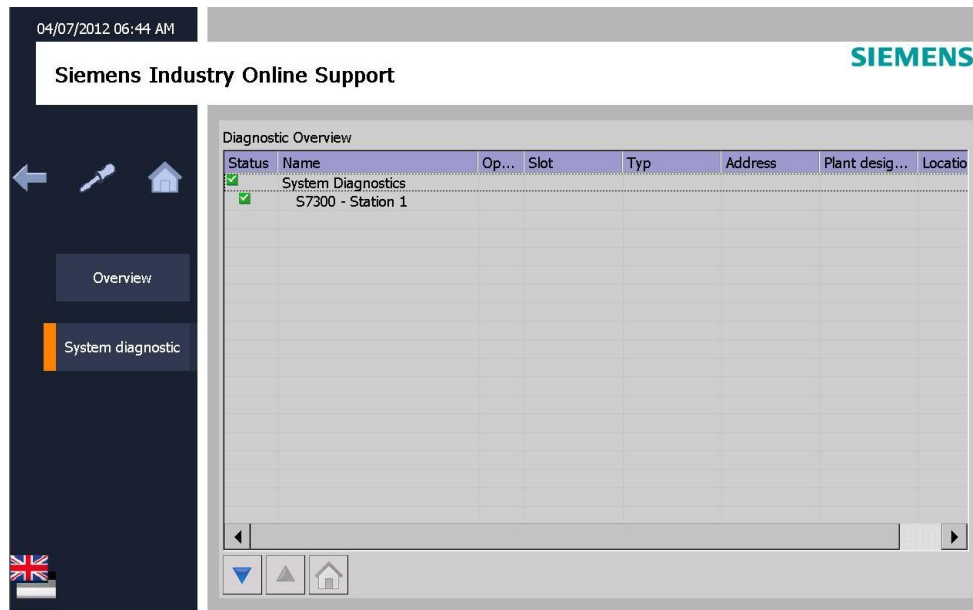 04/07/2012 06:44 AM
SIEMENS
Siemens Industry Online Support
Diagnostic Overview
Status Name Op... Slot Typ Address Plant desig... Locatio
System Diagnostics
S7300 - Station 1
Overview
System diagnostic